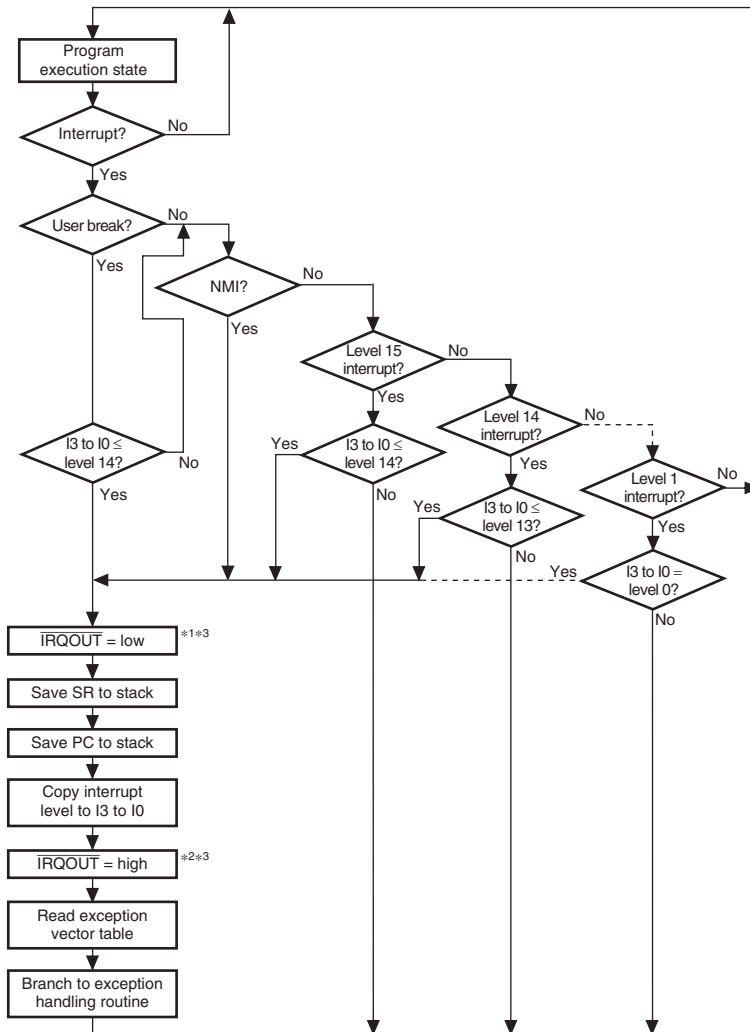 Program
execution state
Interrupt?
No
Yes
User break?
No
Yes
NMI?
No
Yes
Level 15
interrupt?
No
Yes
Level 14
interrupt?
No
Yes
Level 1
interrupt?
No
Yes
I3 to I0 ≤
level 14?
No
Yes
I3 to I0 ≤
level 14?
Yes
No
I3 to I0 ≤
level 13?
Yes
No
I3 to I0 =
level 0?
Yes
No
IRQOUT = low *1*3
Save SR to stack
Save PC to stack
Copy interrupt
level to I3 to I0
IRQOUT = high *2*3
Read exception
vector table
Branch to exception
handling routine